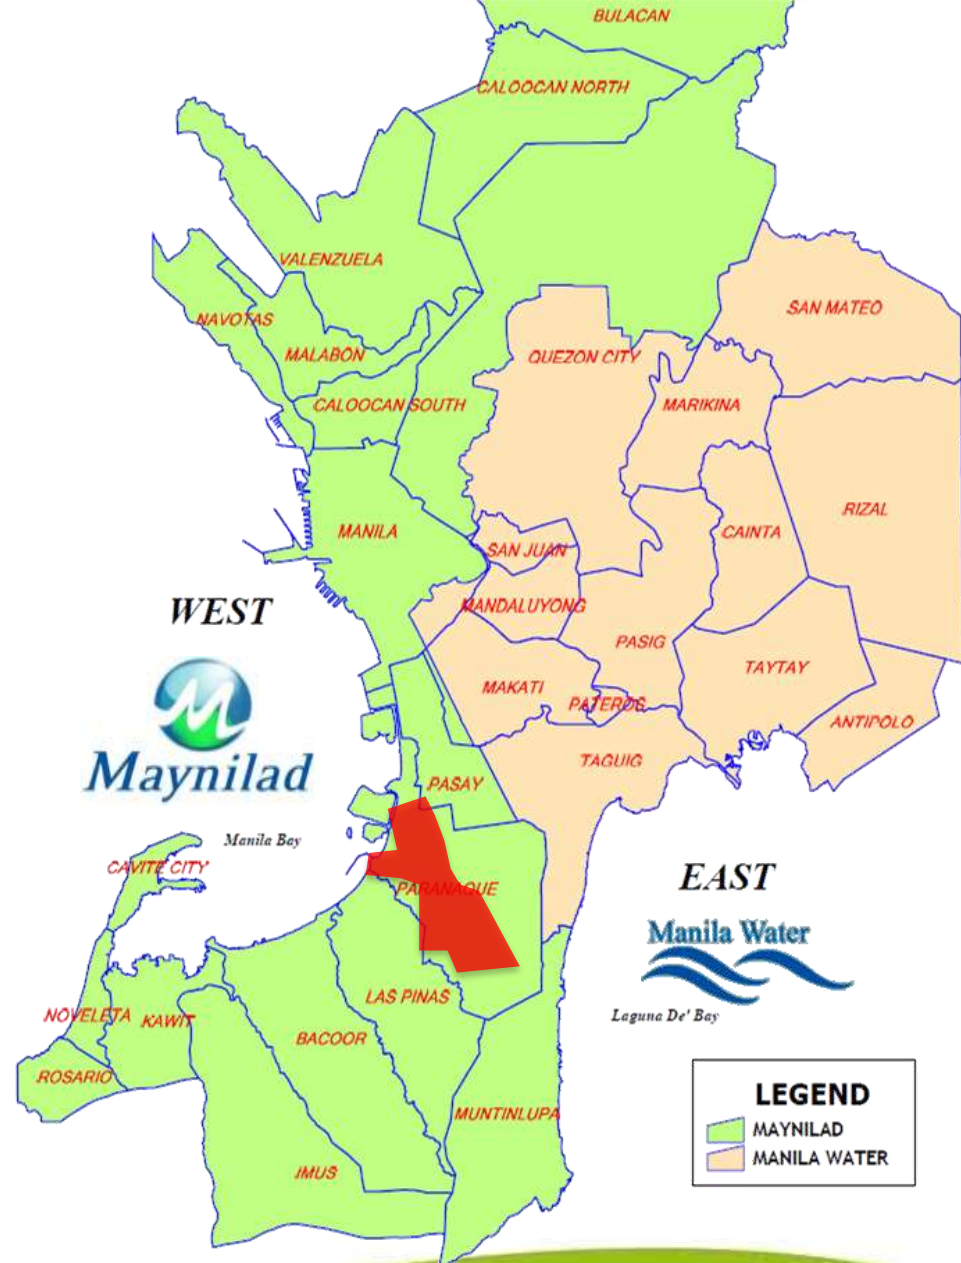 BULACAN
CALOOCAN NORTH
VALENZUELA
NAVOTAS
MALABON
CALOOCAN SOUTH
QUEZON CITY
SAN MATEO
MARIKINA
RIZAL
MANILA
SAN JUAN
CAINTA
MANDALUYONG
WEST
PASIG
TAYTAY
MAKATI
PATEROS
ANTIPOLO
Maynilad
TAGUIG
PASAY
Manila Bay
CAVITE CITY
PARANAQUE
EAST
Manila Water
LAS PINAS
NOVELETA
KAWIT
Laguna De' Bay
BACOOR
ROSARIO
MUNTINLUPA
IMUS
LEGEND
MAYNILAD
MANILA WATER